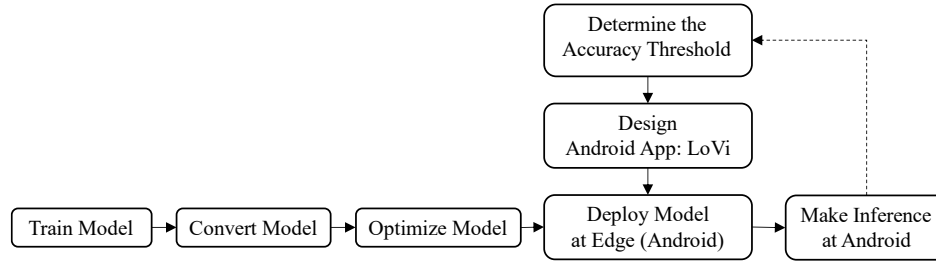 Determine the
Accuracy Threshold
Design
Android App: LoVi
Train Model
Convert Model
Optimize Model
Deploy Model
at Edge (Android)
Make Inference
at Android